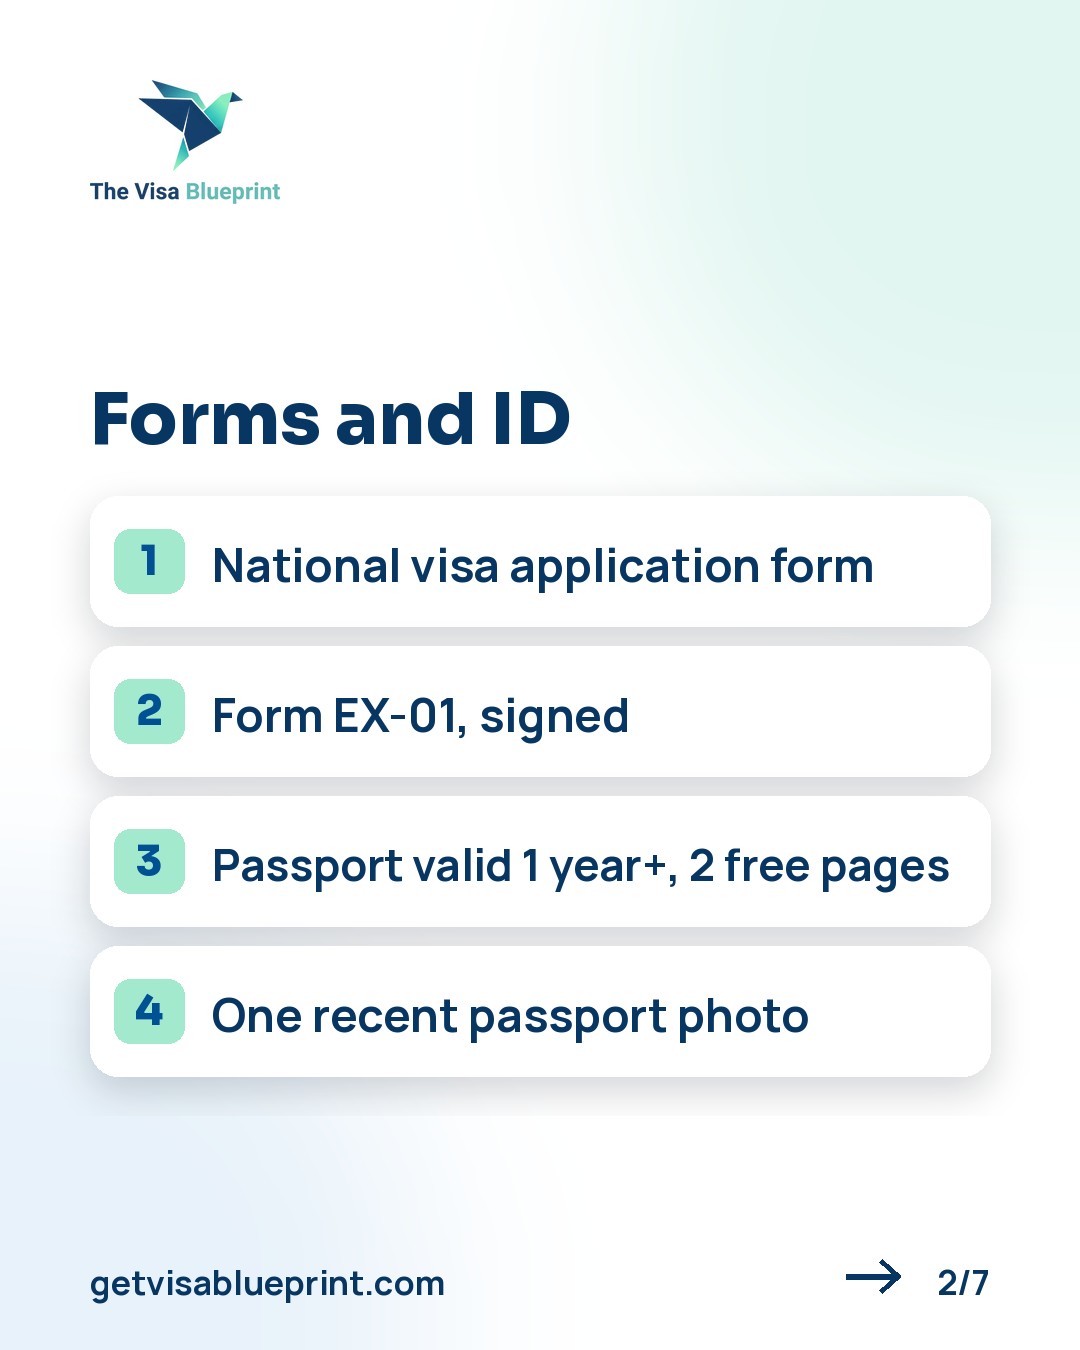 The Visa Blueprint
Forms and ID
1 National visa application form
2 Form EX-01, signed
3 Passport valid 1 year+, 2 free pages
4 One recent passport photo
getvisablueprint.com → 2/7